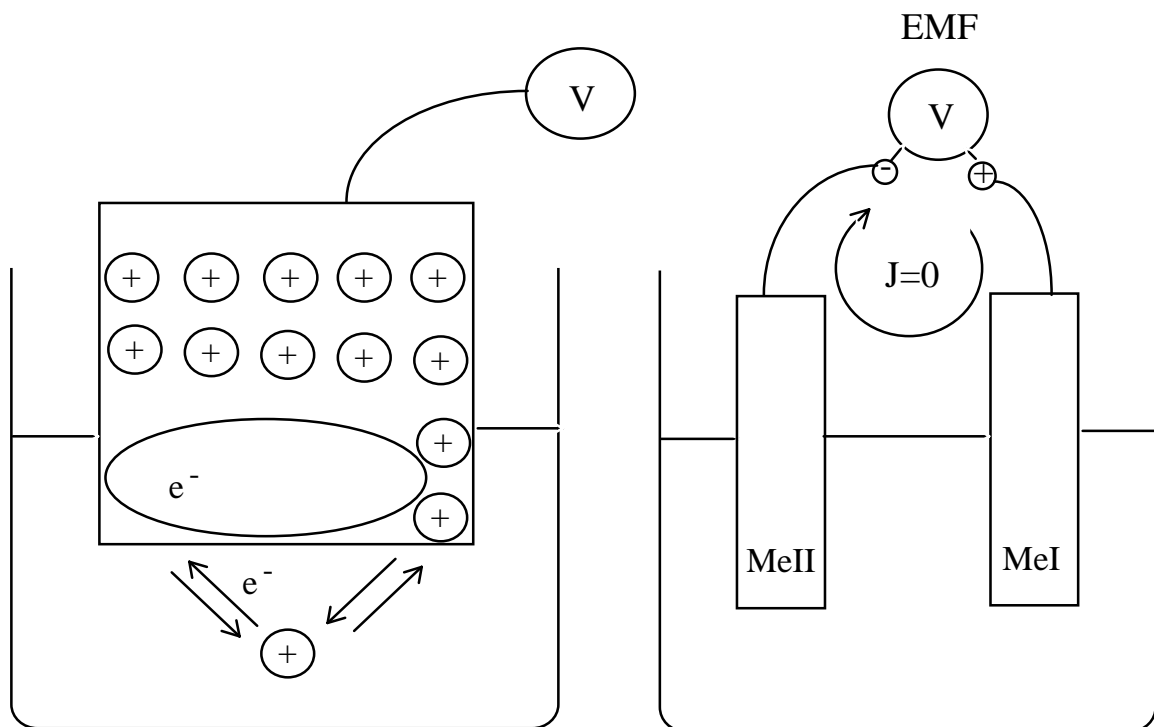 V
+ + + + +
+ + + + +
+
e -
+
e -
+
EMF
V
- +
J=0
MeII MeI